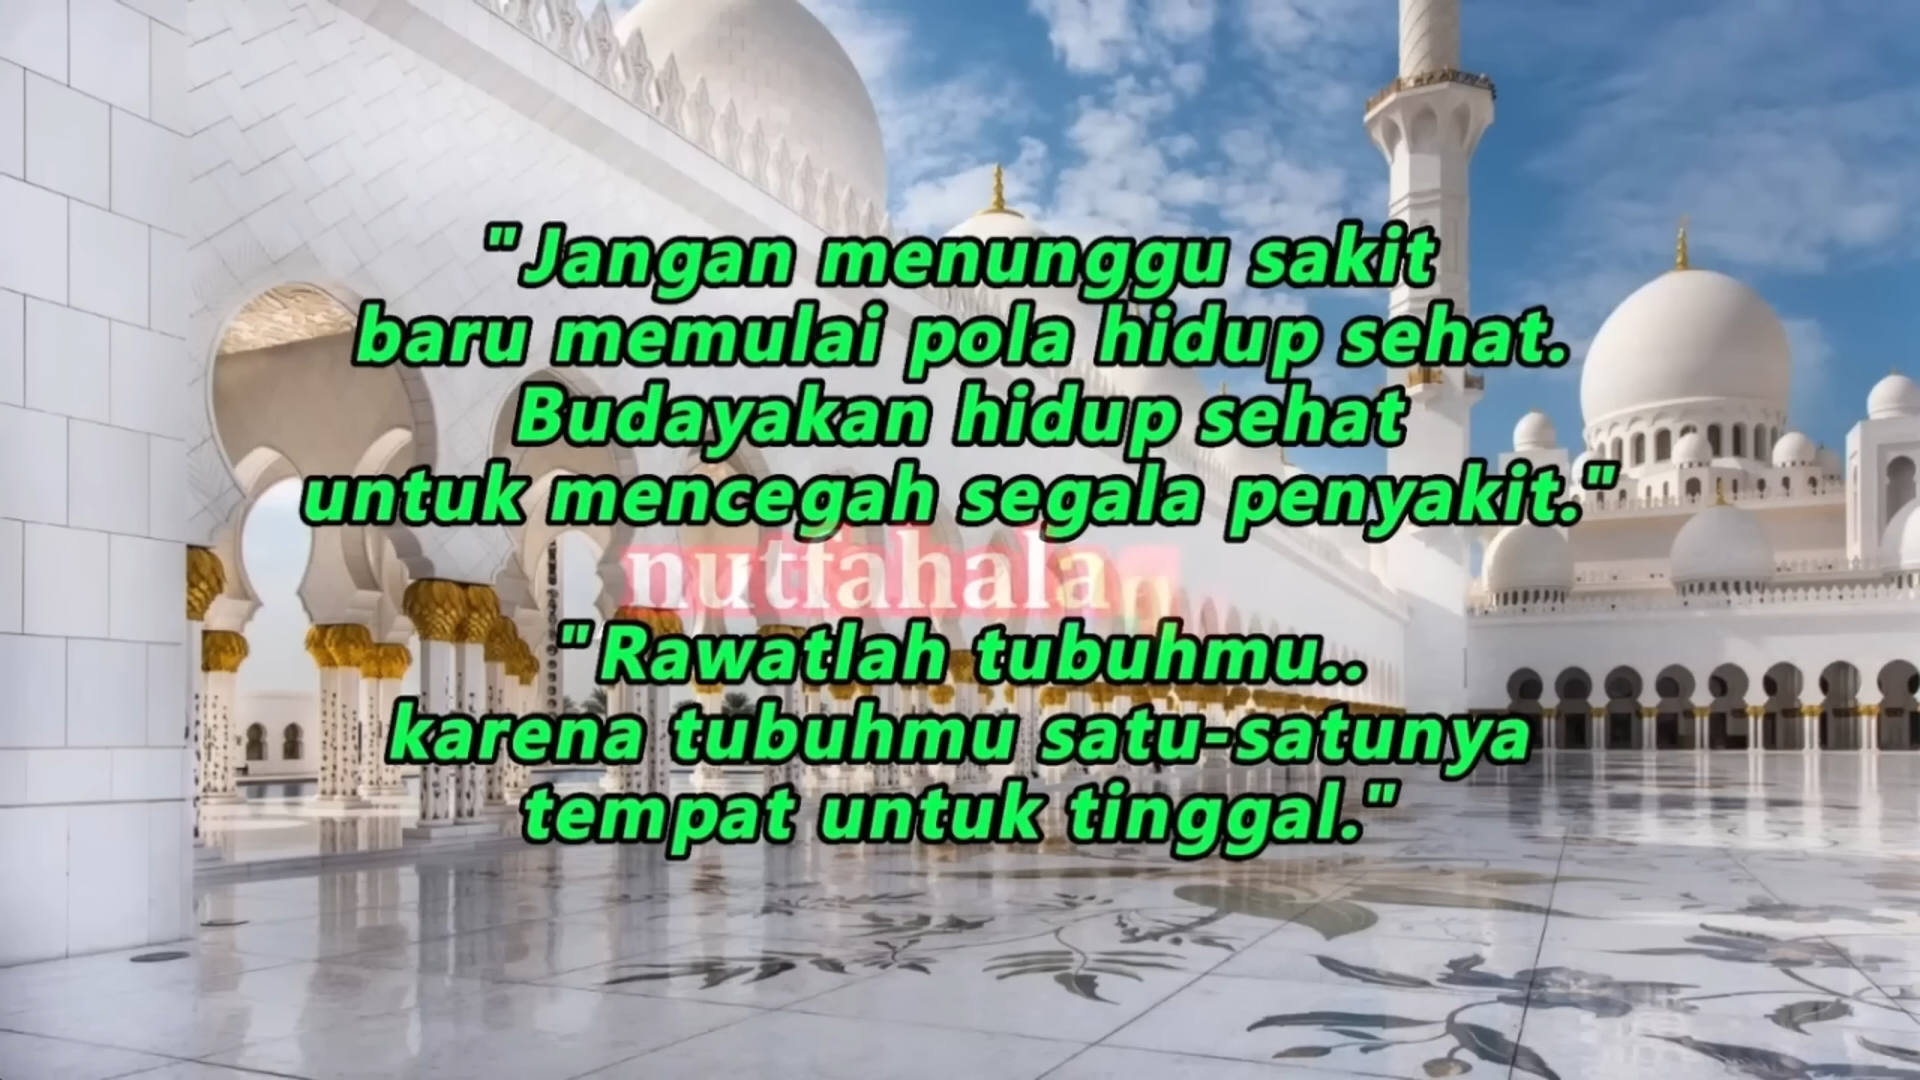 "Jangan menunggu sakit
baru memulai pola hidup sehat.
Budayakan hidup sehat
untuk mencegah segala penyakit."
nutfahala
"Rawatlah tubuhmu..
karena tubuhmu satu-satunya
tempat untuk tinggal."